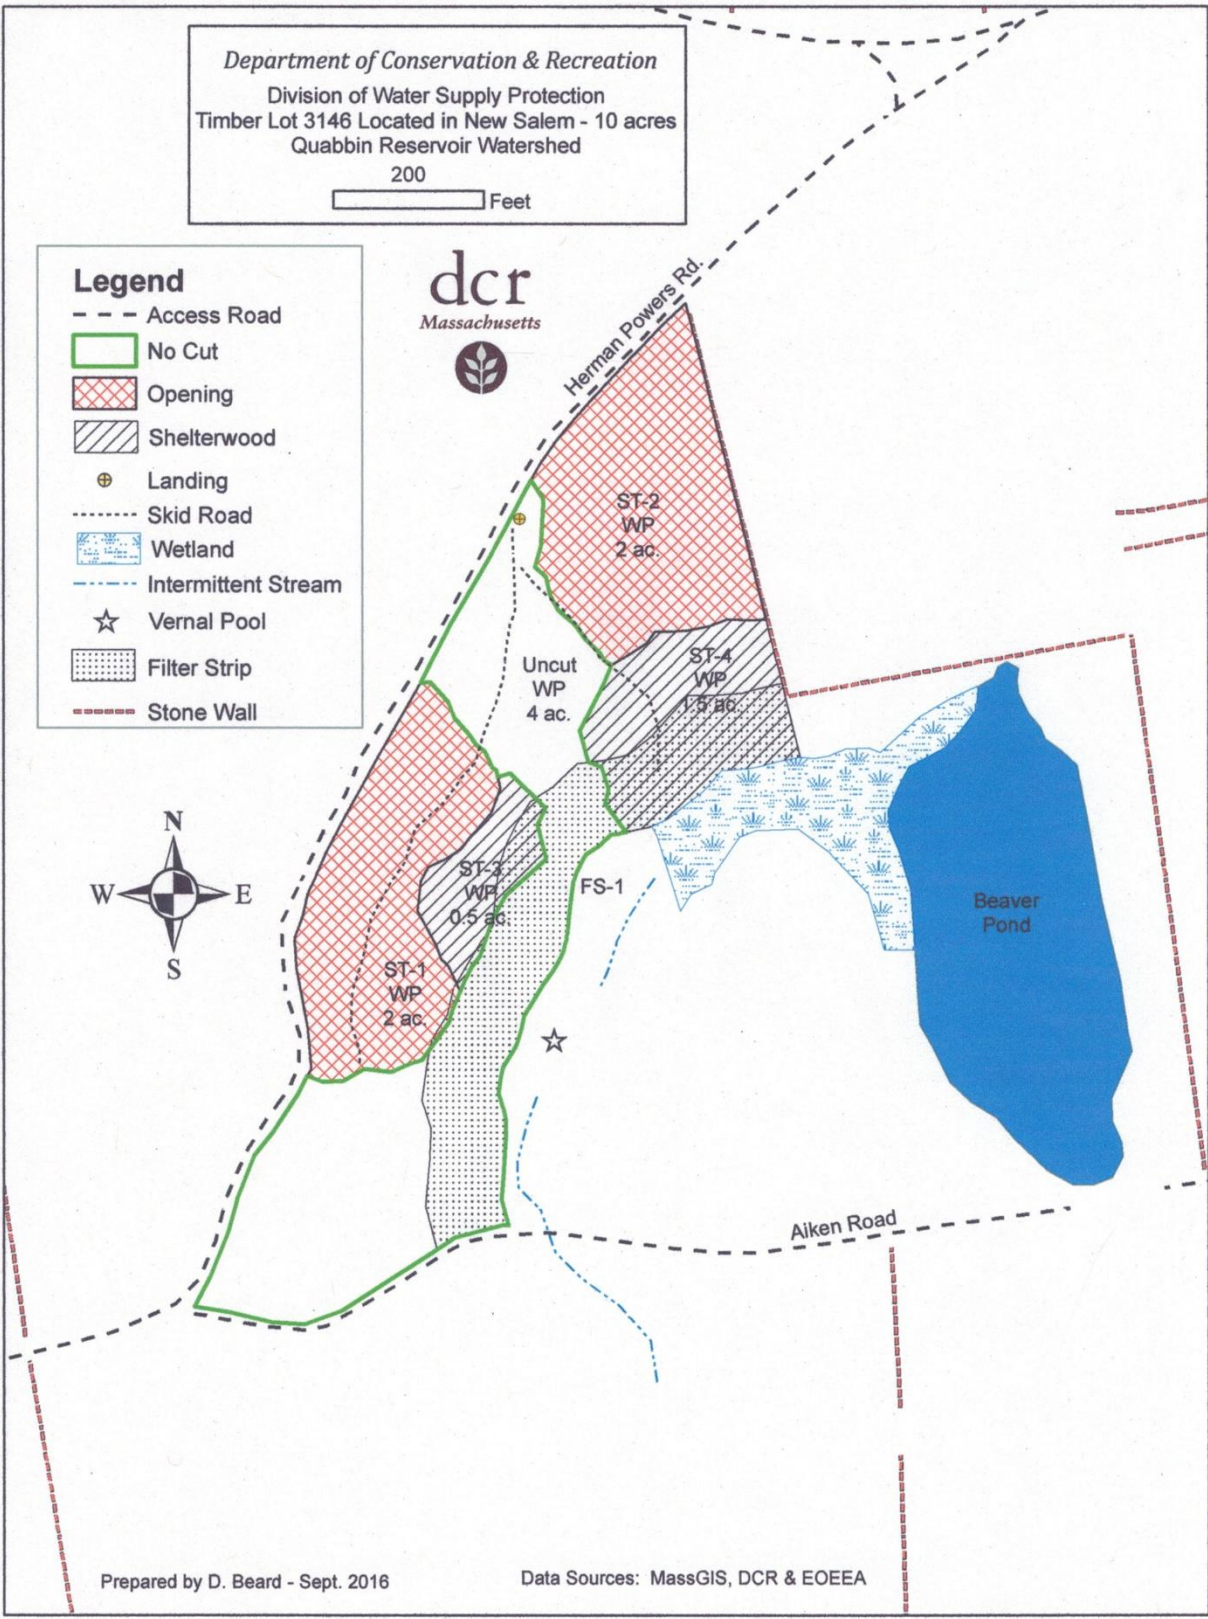 Department of Conservation & Recreation
Division of Water Supply Protection
Timber Lot 3146 Located in New Salem - 10 acres
Quabbin Reservoir Watershed
200
Feet
dcr
Massachusetts
Legend
Access Road
No Cut
Opening
Shelterwood
Landing
Skid Road
Wetland
Intermittent Stream
Vernal Pool
Filter Strip
Stone Wall
Herman Powers Rd.
ST-2
WP
2 ac.
ST-4
WP
1.5 ac.
Uncut
WP
4 ac.
N
W
E
S
ST-3
WP
0.5 ac.
FS-1
Beaver
Pond
ST-1
WP
2 ac.
Aiken Road
Prepared by D. Beard - Sept. 2016
Data Sources: MassGIS, DCR & EOEEA